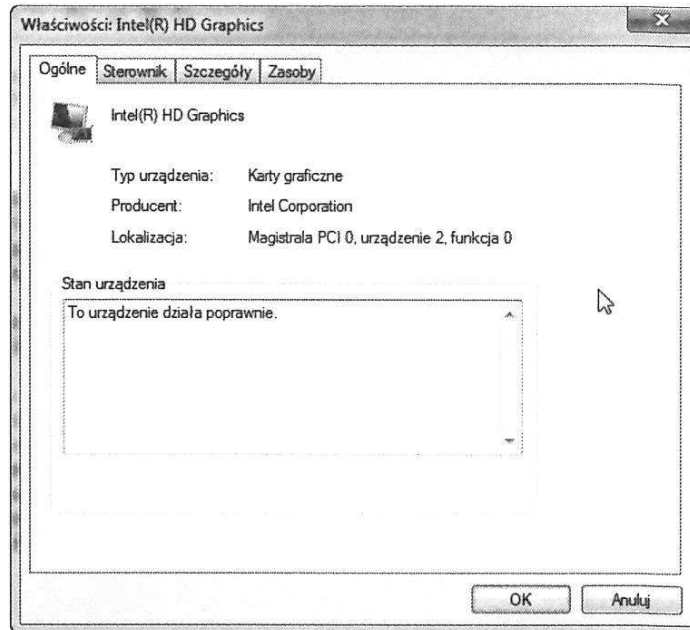 Właściwości: Intel(R) HD Graphics
Ogólne Sterownik Szczegóły Zasoby
Intel(R) HD Graphics
Typ urządzenia: Karty graficzne
Producent: Intel Corporation
Lokalizacja: Magistrala PCI 0, urządzenie 2, funkcja 0
Stan urządzenia
To urządzenie działa poprawnie.
OK Anuluj